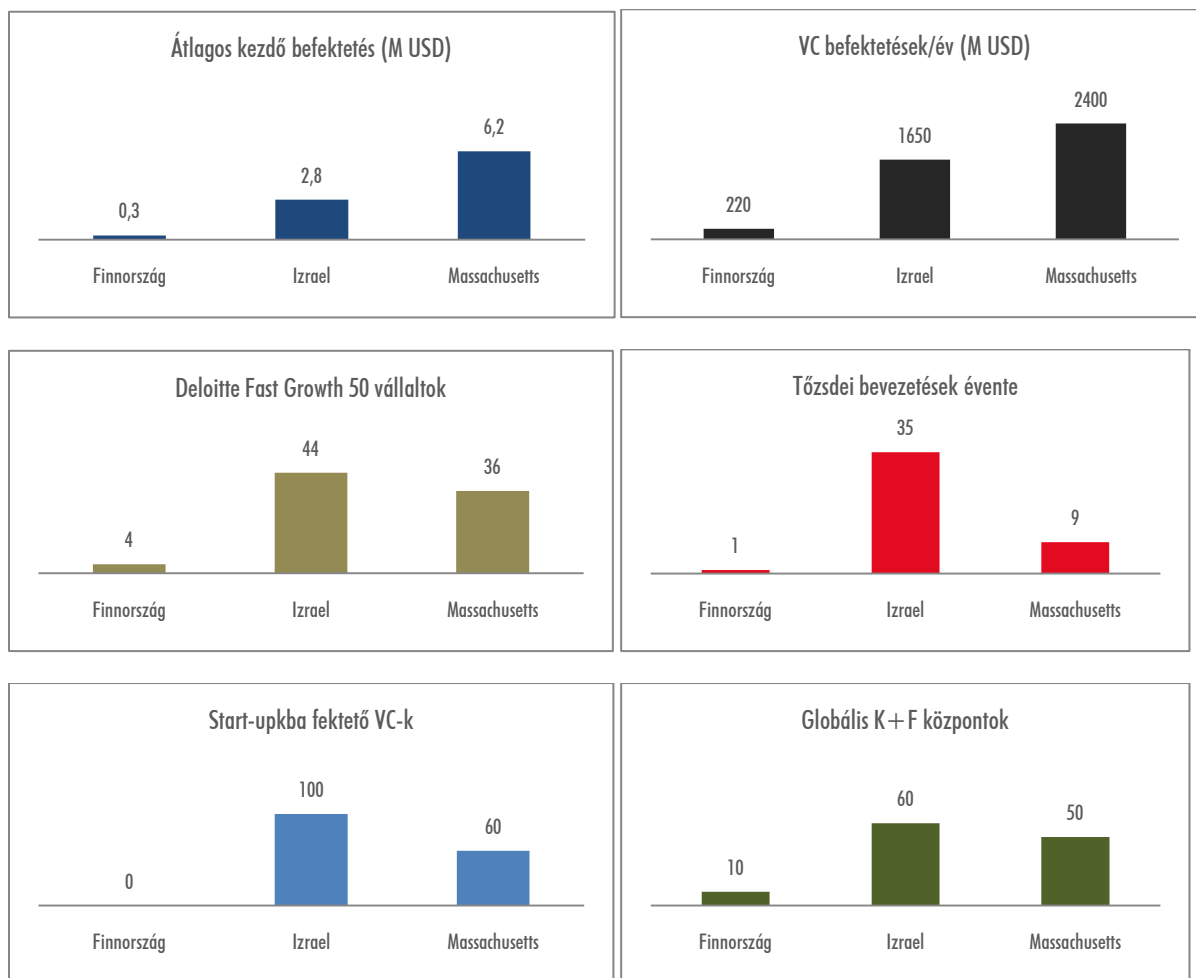 Átlagos kezdő befektetés (M USD)
0,3
2,8
6,2
Finnország
Izrael
Massachusetts
VC befektetések/év (M USD)
220
1650
2400
Finnország
Izrael
Massachusetts
Deloitte Fast Growth 50 vállaltok
4
44
36
Finnország
Izrael
Massachusetts
Tőzsdei bevezetések évente
1
35
9
Finnország
Izrael
Massachusetts
Start-upkba fektető VC-k
0
100
60
Finnország
Izrael
Massachusetts
Globális K+F központok
10
60
50
Finnország
Izrael
Massachusetts